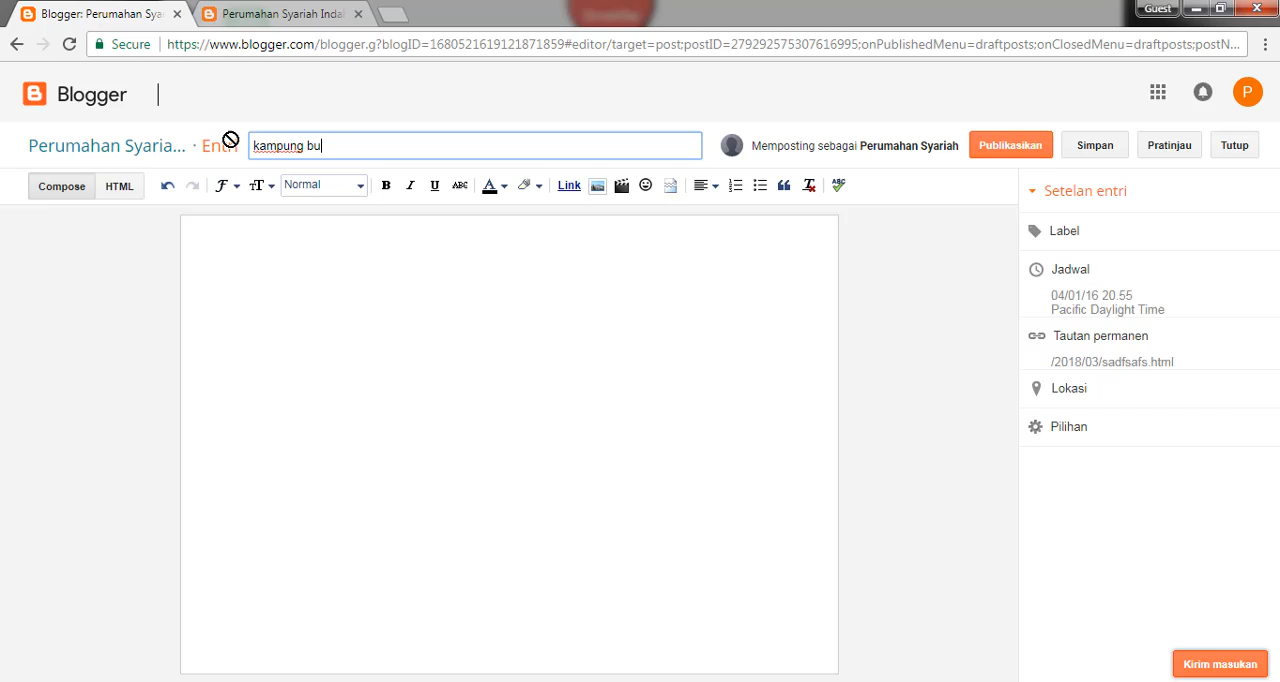 Blogger: Perumahan Sya
Perumahan Syariah Indah
Guest
Secure
https://www.blogger.com/blogger.g?blogID=1680521619121871859#editor/target=post;postID=279292575307616995;onPublishedMenu=draftposts;onClosedMenu=draftposts;postN...
Blogger
P
Perumahan Syaria... · Entri
kampung bu
Memposting sebagai Perumahan Syariah
Publikasikan
Simpan
Pratinjau
Tutup
Compose
HTML
Normal
B I U ABC A Link
ABC
Setelan entri
Label
Jadwal
04/01/16 20.55
Pacific Daylight Time
Tautan permanen
/2018/03/sadfsafs.html
Lokasi
Pilihan
Kirim masukan